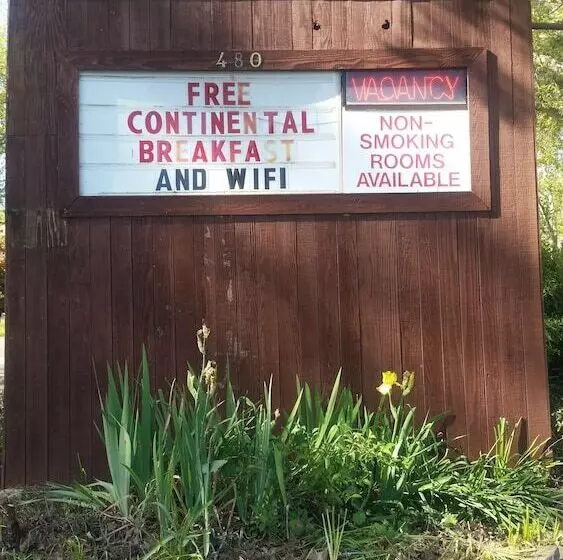 480
FREE
CONTINENTAL
BREAKFAST
AND WIFI
VACANCY
NON-
SMOKING
ROOMS
AVAILABLE